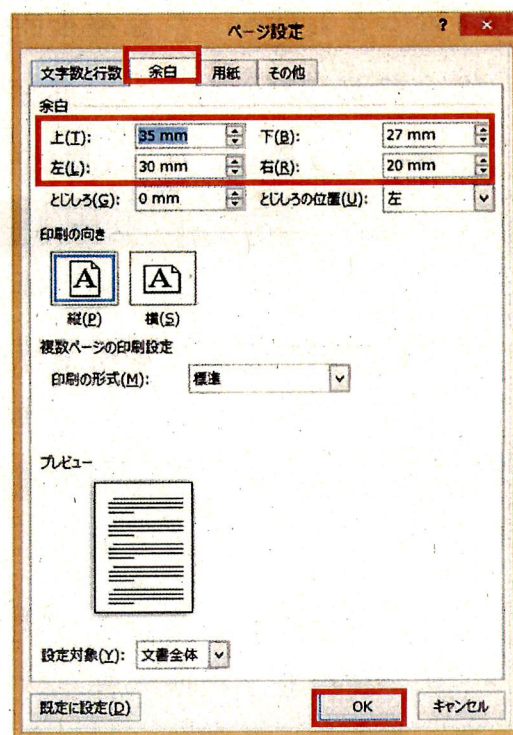 ページ設定 ? ×
文字数と行数 余白 用紙 その他
余白
上(T): 35 mm 下(B): 27 mm
左(L): 30 mm 右(R): 20 mm
とじしろ(G): 0 mm とじしろの位置(U): 左
印刷の向き
A A
縦(P) 横(S)
複数ページの印刷設定
印刷の形式(M): 標準
プレビュー
設定対象(Y): 文書全体
既定に設定(D) OK キャンセル